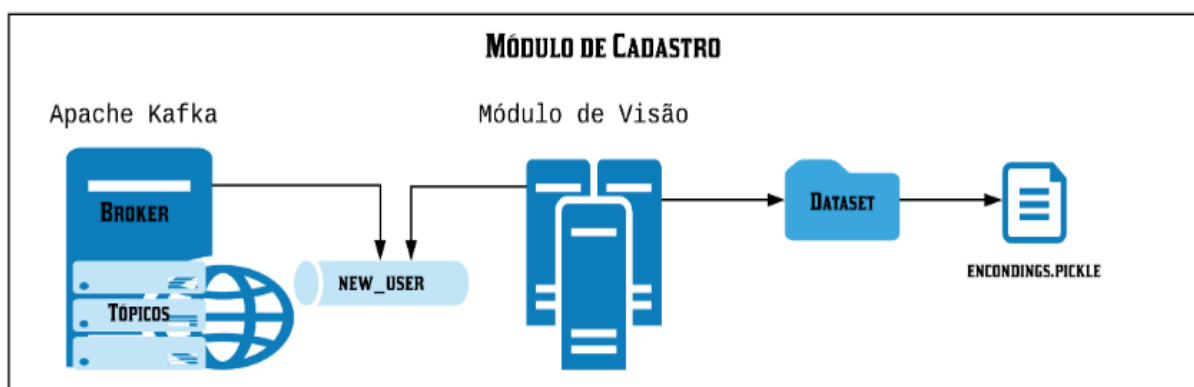 MÓDULO DE CADASTRO
Apache Kafka
Módulo de Visão
BROKER
TÓPICOS
NEW_USER
DATASET
ENCONDINGS.PICKLE